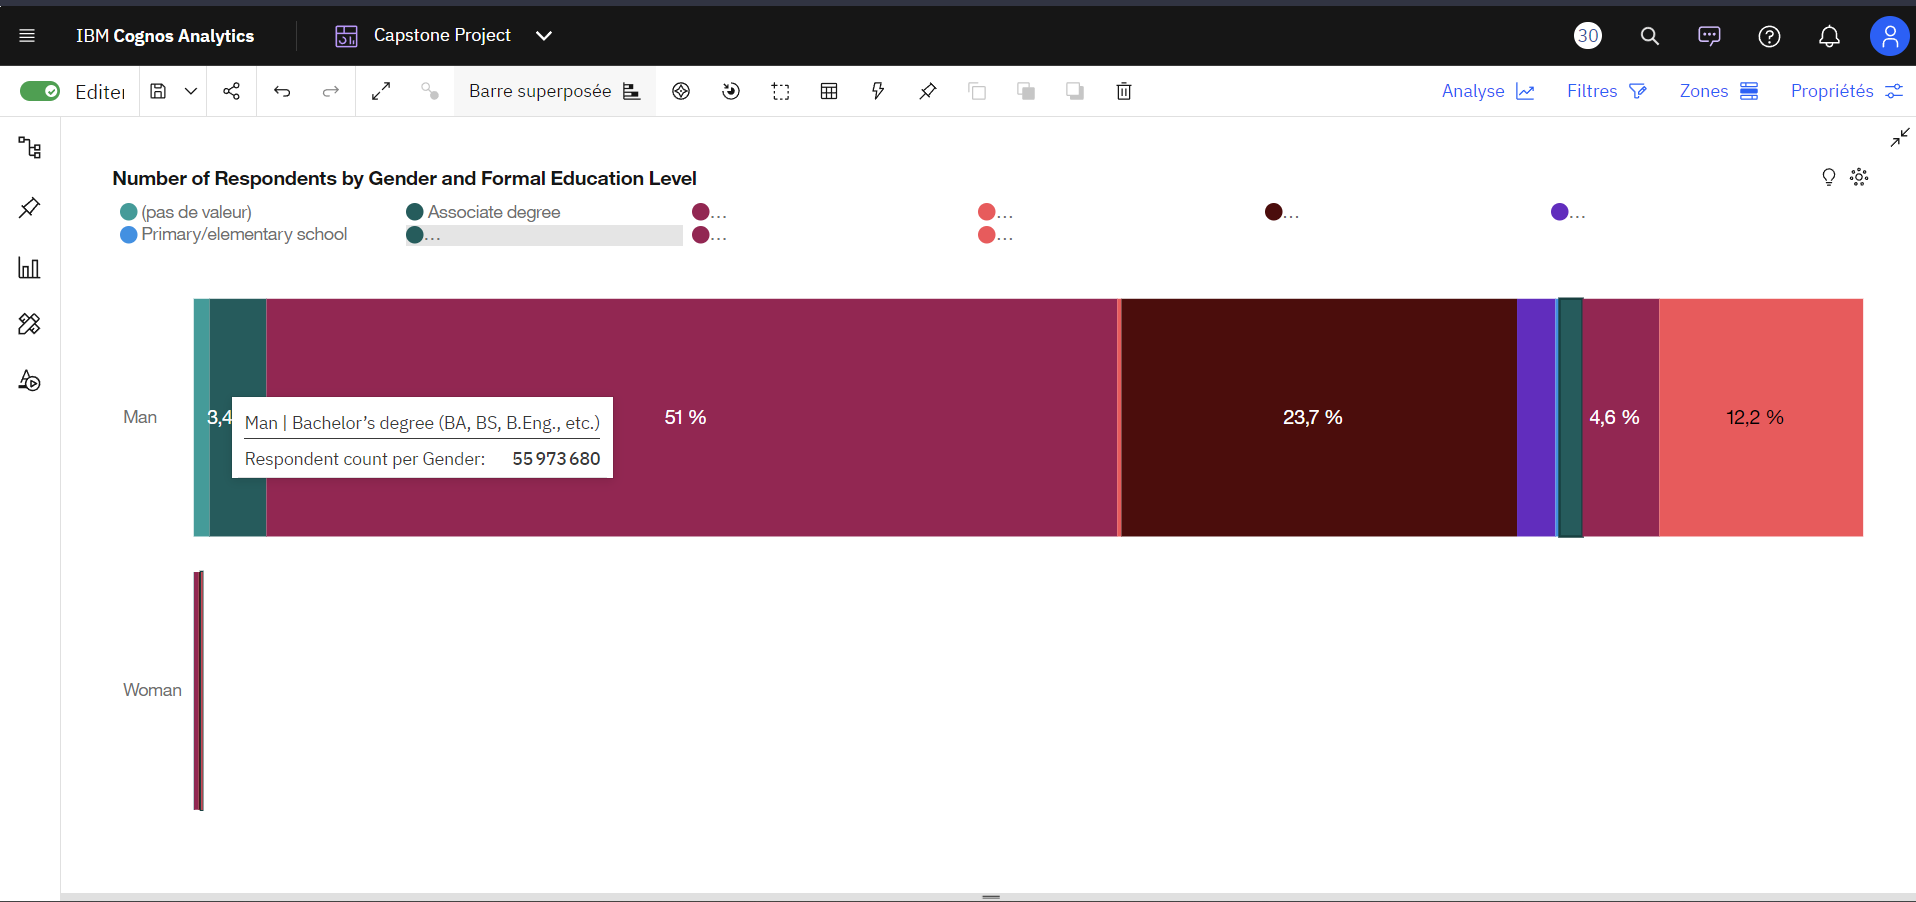 IBM Cognos Analytics
Capstone Project
30
Editer
Barre superposée
Analyse
Filtres
Zones
Propriétés
Number of Respondents by Gender and Formal Education Level
(pas de valeur)
Associate degree
...
...
...
...
Primary/elementary school
...
...
...
Man
3,4
51 %
23,7 %
4,6 %
12,2 %
Man | Bachelor’s degree (BA, BS, B.Eng., etc.)
Respondent count per Gender: 55 973 680
Woman